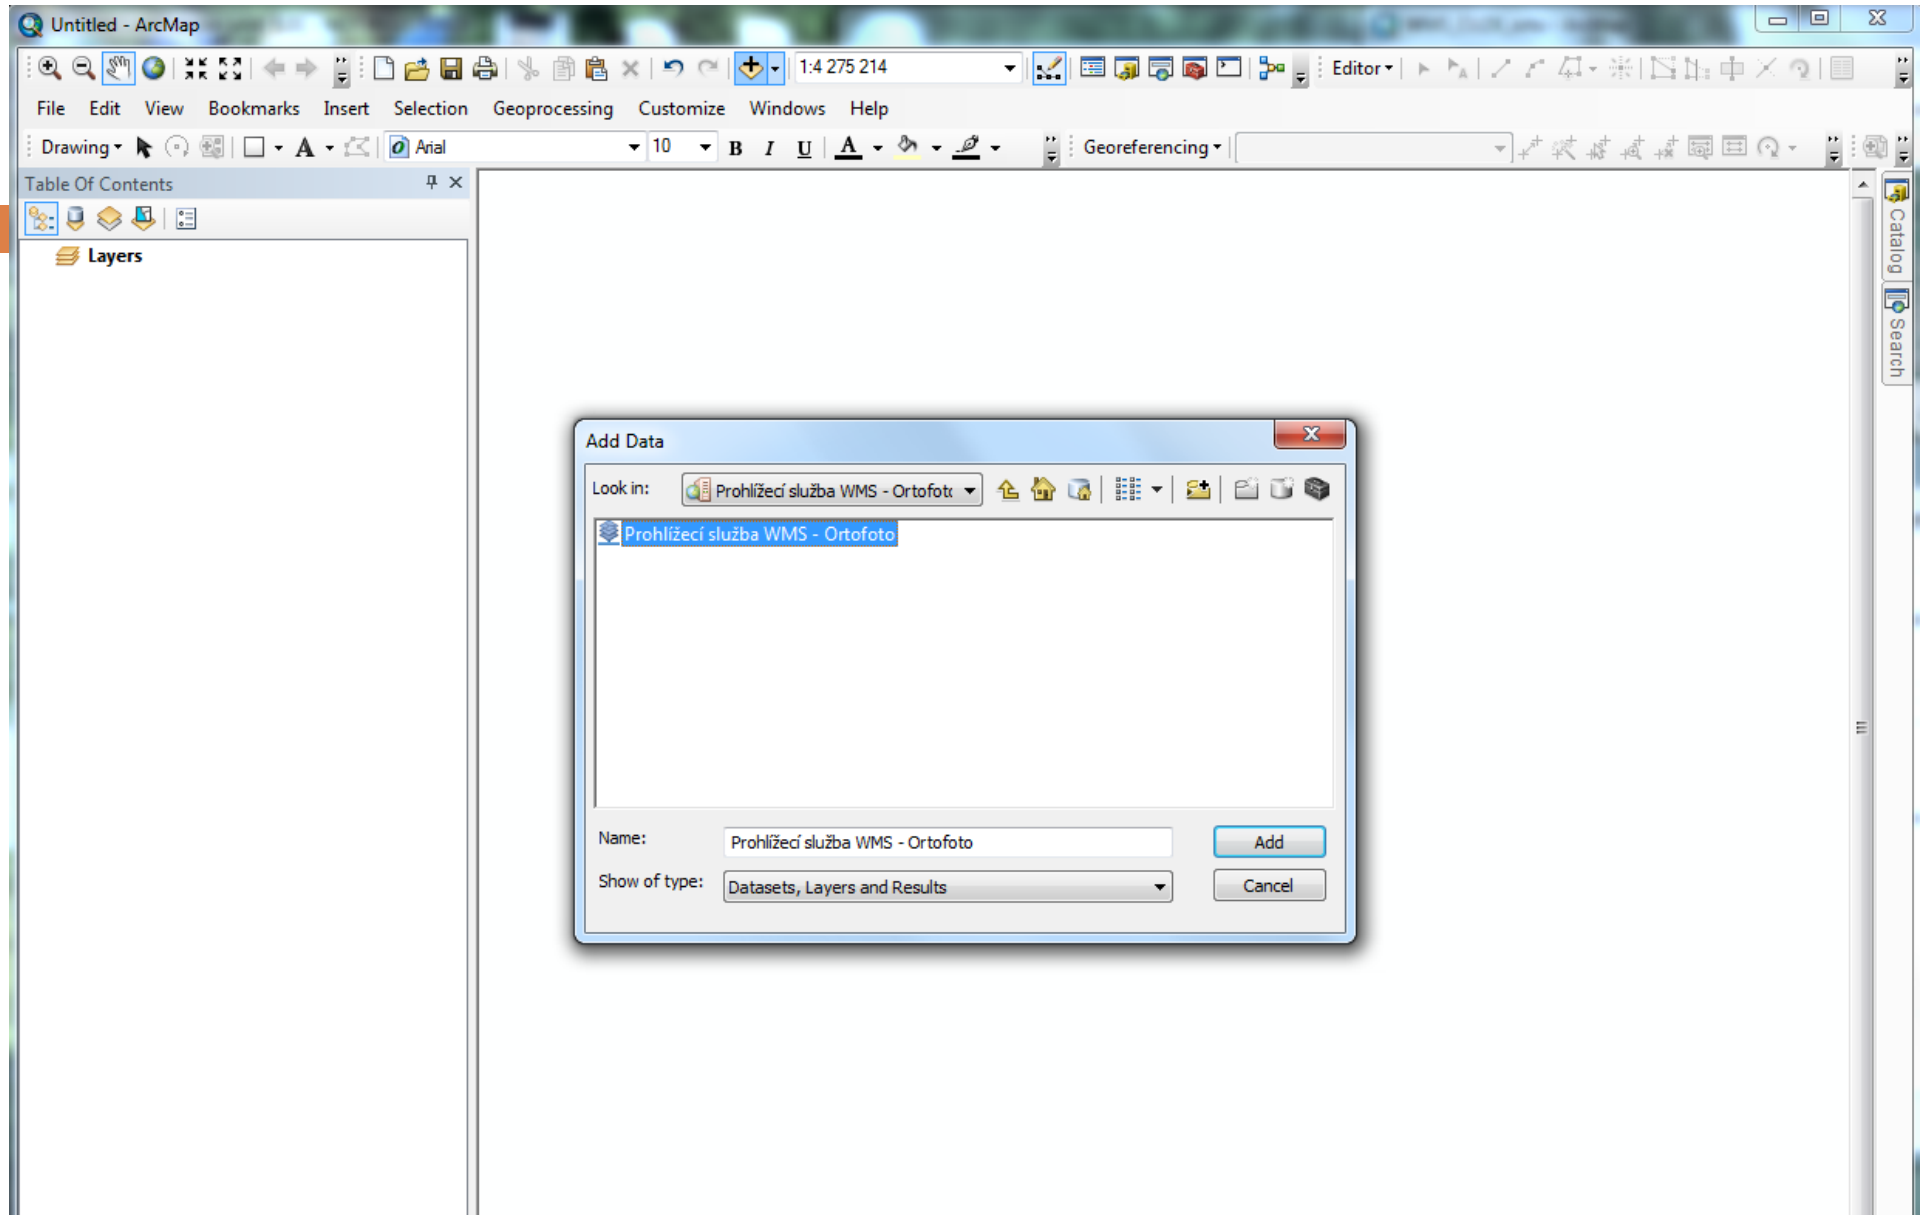 Untitled - ArcMap
1:4 275 214
Editor
File Edit View Bookmarks Insert Selection Geoprocessing Customize Windows Help
Drawing A Arial 10 B I U A Georeferencing
Table Of Contents
Catalog
Search
Layers
Add Data
Look in: Prohlížecí služba WMS - Ortofotc
Prohlížecí služba WMS - Ortofoto
Name: Prohlížecí služba WMS - Ortofoto
Add
Show of type: Datasets, Layers and Results
Cancel